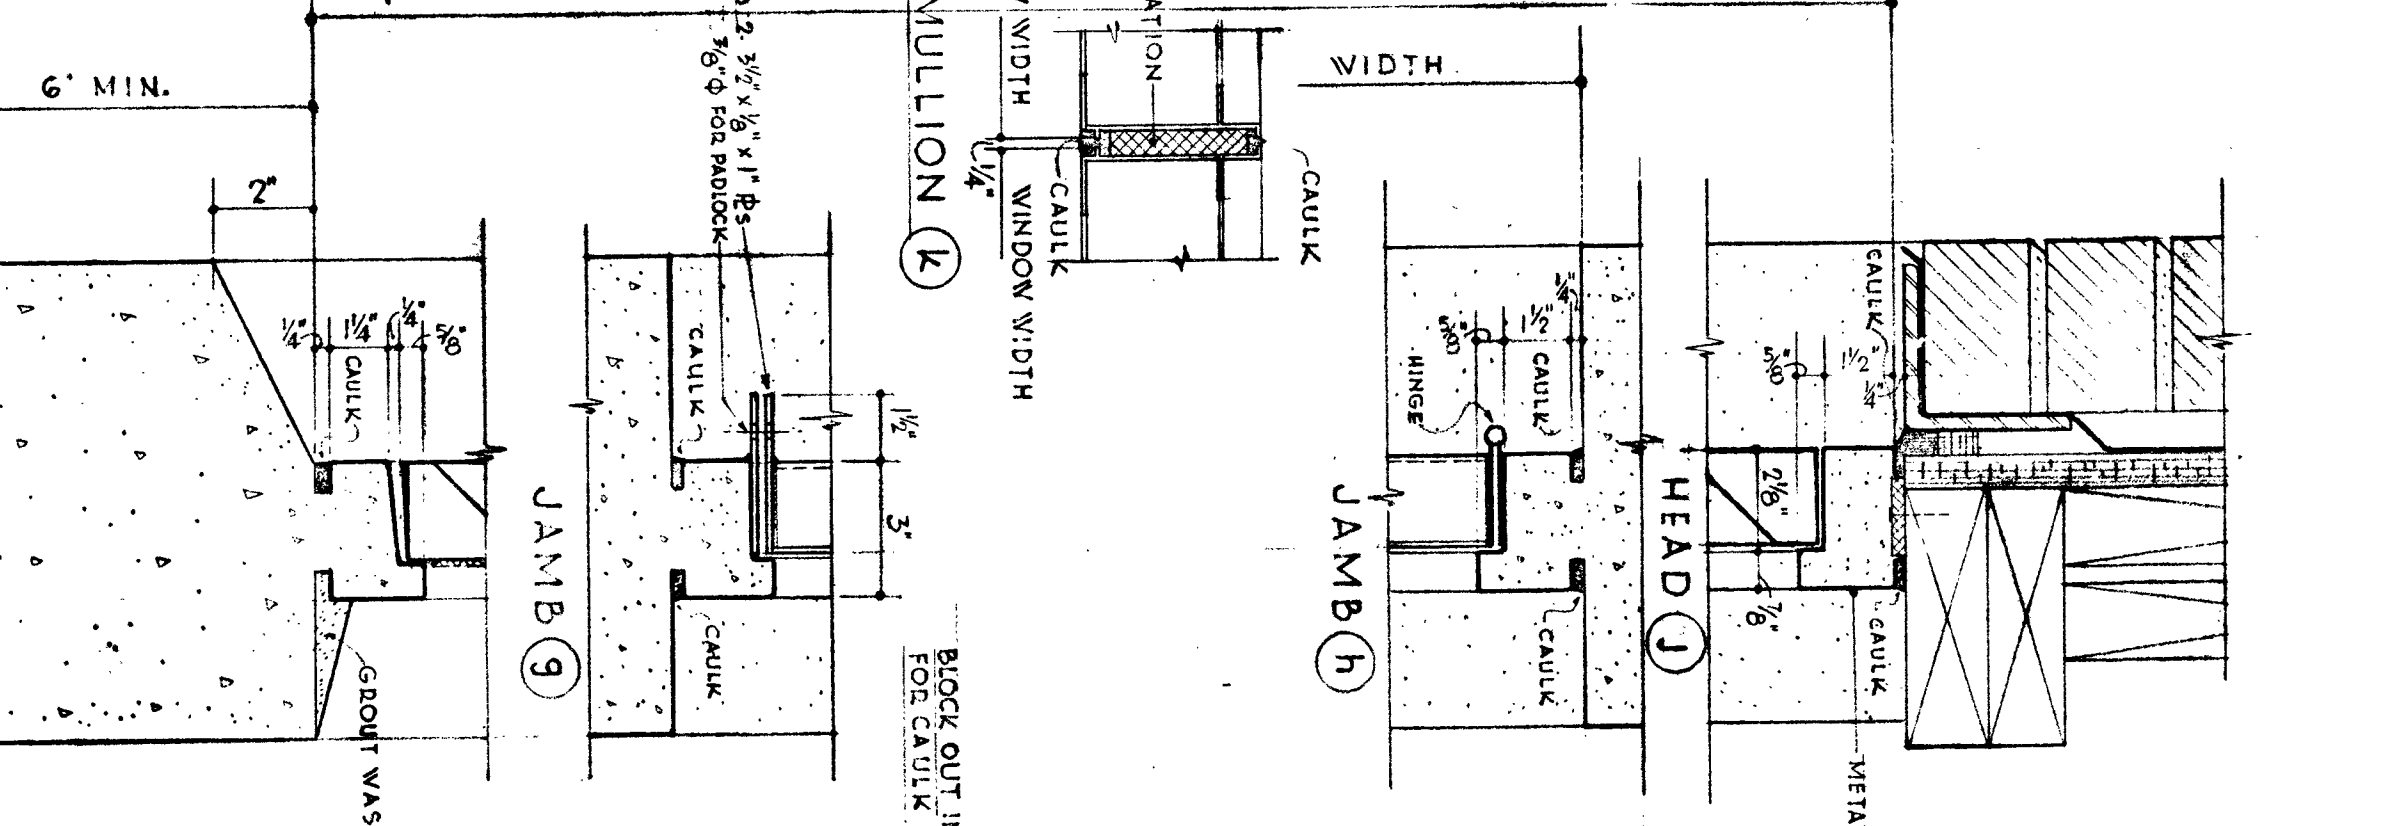 6" MIN.
2"
1/4"
1 1/4"
1/4"
5/8"
CAULK
GROUT WAS
JAMB g
2- 3 1/2" x 1/8" x 1" PLs
3/8" ϕ FOR PADLOCK
CAULK
CAULK
1 1/2"
3"
BLOCK OUT
FOR CAULK
MULLION k
WIDTH
1/4"
WINDOW WIDTH
CAULK
CAULK
WIDTH
JAMB h
HINGE
5/8"
1 1/2"
1/4"
CAULK
CAULK
HEAD J
CAULK
5/8"
1 1/2"
1/4"
2 1/8"
7/8"
CAULK